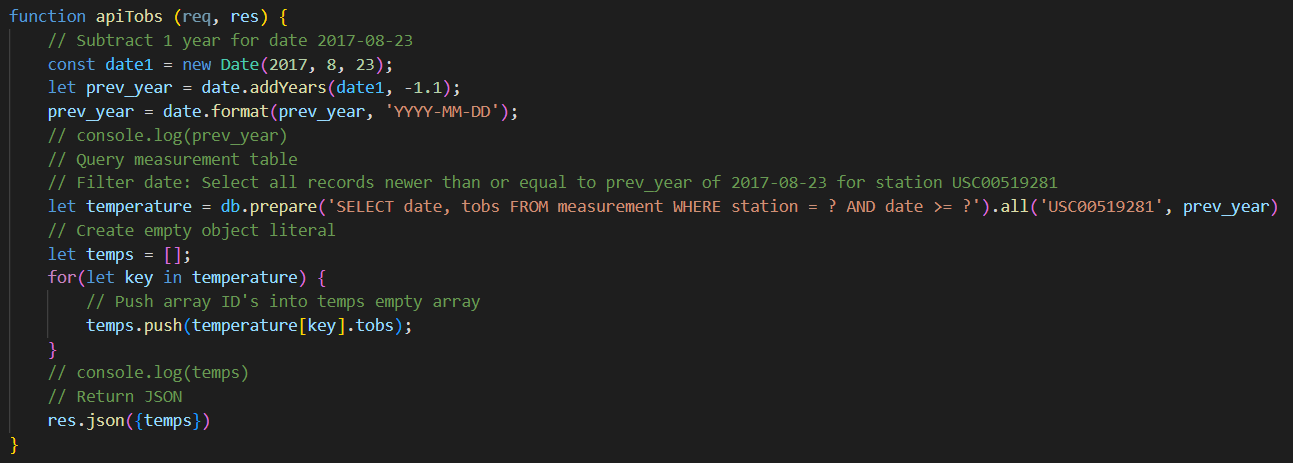 function apiTobs (req, res) {
    // Subtract 1 year for date 2017-08-23
    const date1 = new Date(2017, 8, 23);
    let prev_year = date.addYears(date1, -1.1);
    prev_year = date.format(prev_year, 'YYYY-MM-DD');
    // console.log(prev_year)
    // Query measurement table
    // Filter date: Select all records newer than or equal to prev_year of 2017-08-23 for station USC00519281
    let temperature = db.prepare('SELECT date, tobs FROM measurement WHERE station = ? AND date >= ?').all('USC00519281', prev_year)
    // Create empty object literal
    let temps = [];
    for(let key in temperature) {
        // Push array ID's into temps empty array
        temps.push(temperature[key].tobs);
    }
    // console.log(temps)
    // Return JSON
    res.json({temps})
}